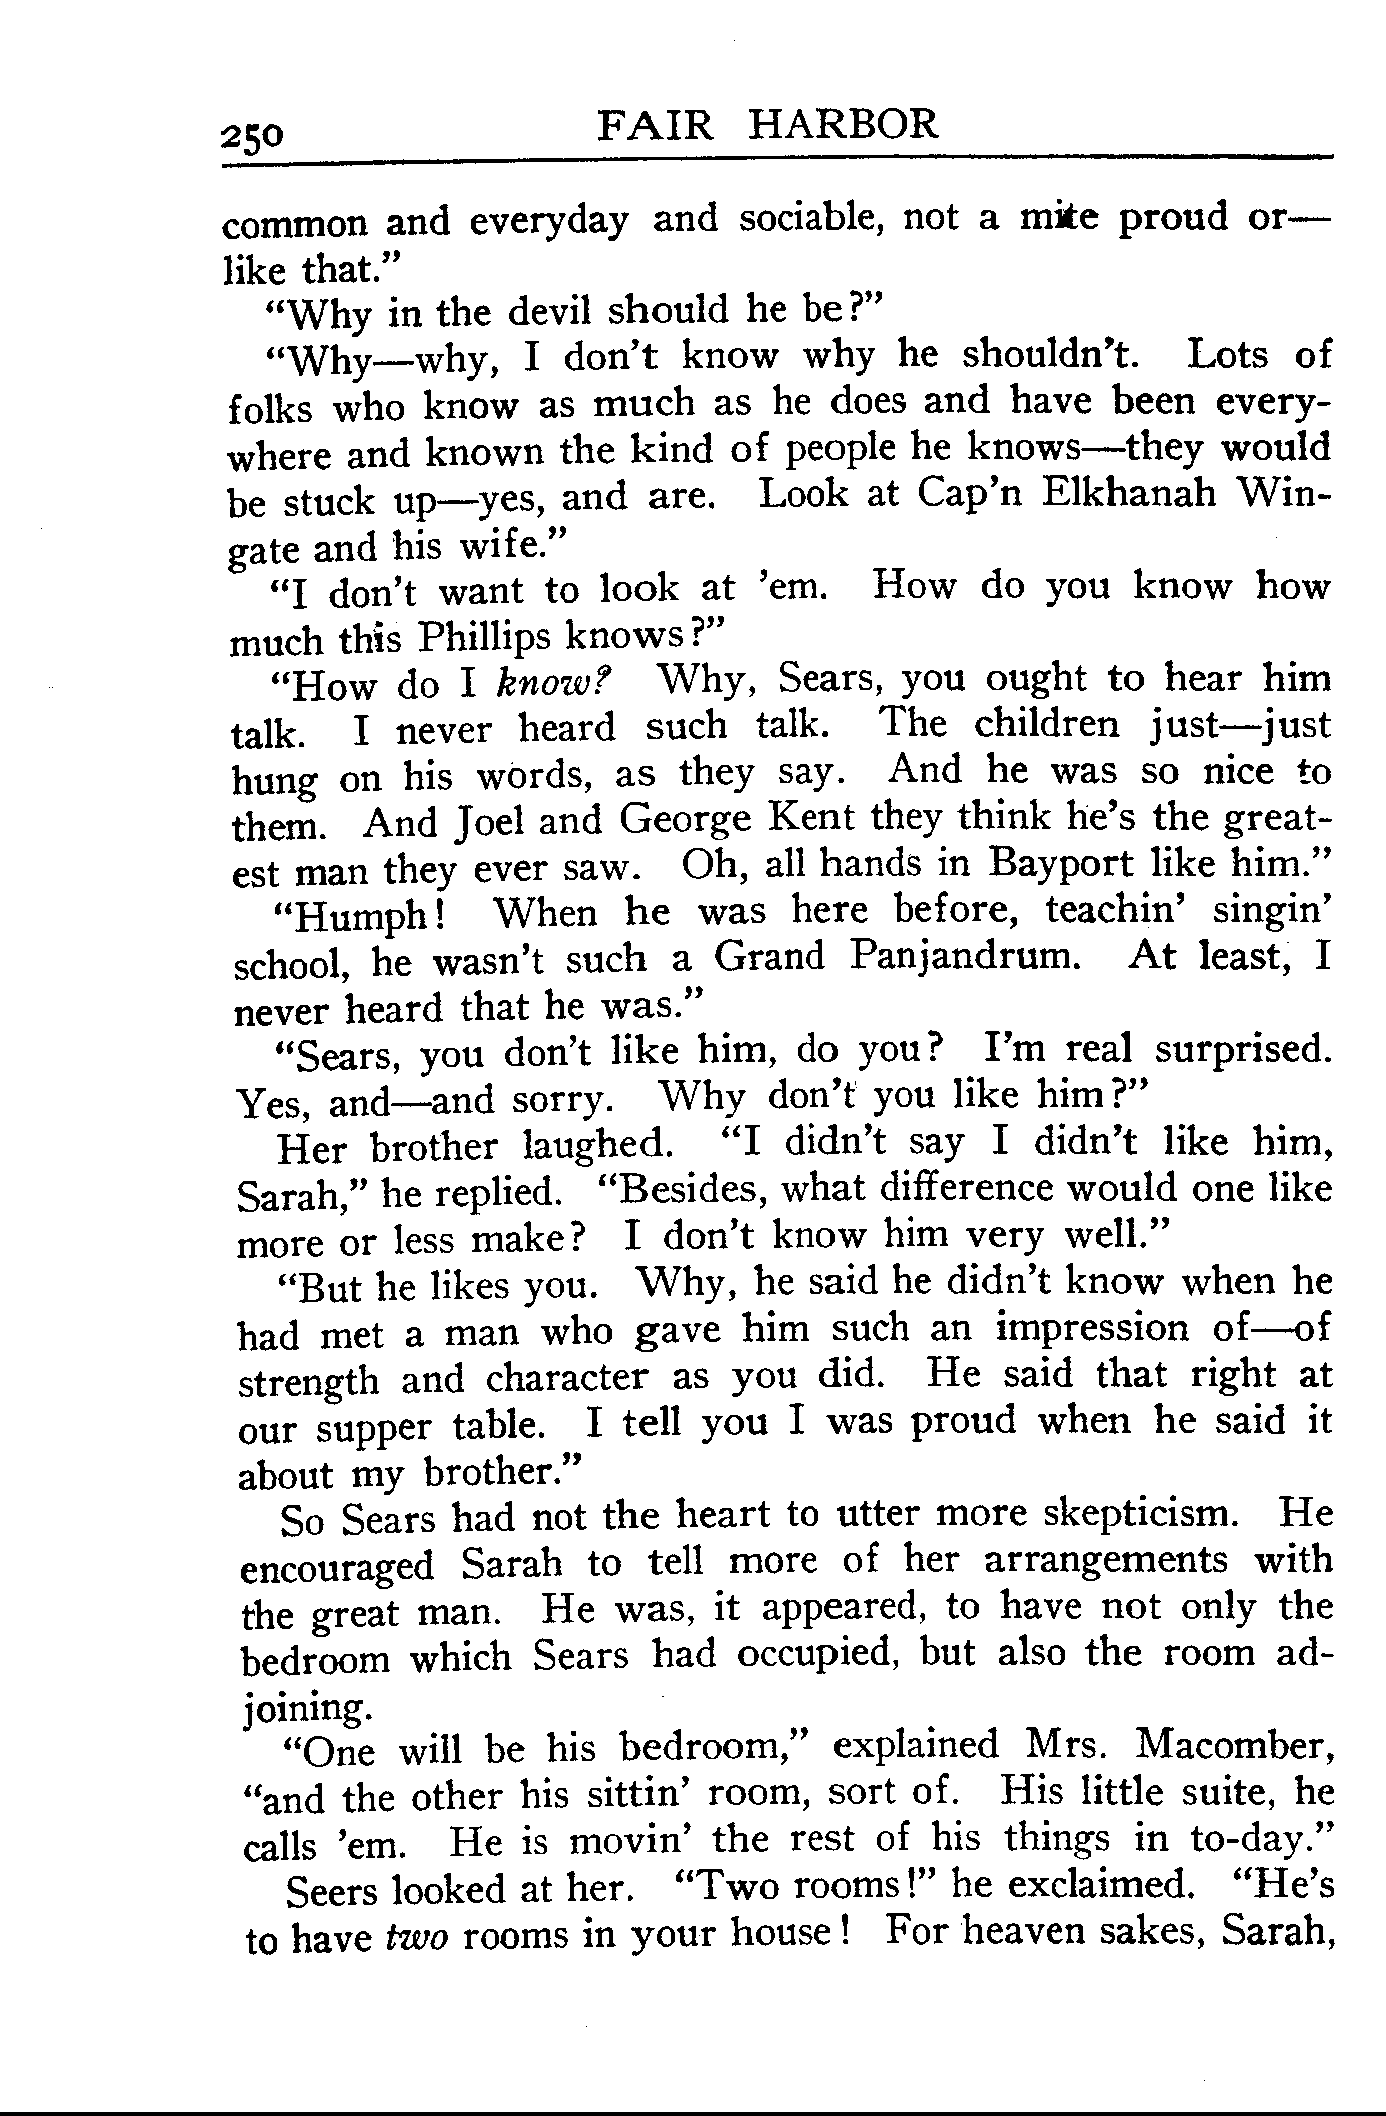 250 FAIR HARBOR
common and everyday and sociable, not a mite proud or—
like that.”
“Why in the devil should he be?”
“Why—why, I don’t know why he shouldn’t. Lots of
folks who know as much as he does and have been every-
where and known the kind of people he knows—they would
be stuck up—yes, and are. Look at Cap’n Elkhanah Win-
gate and his wife.”
“I don’t want to look at ’em. How do you know how
much this Phillips knows?”
“How do I know? Why, Sears, you ought to hear him
talk. I never heard such talk. The children just—just
hung on his words, as they say. And he was so nice to
them. And Joel and George Kent they think he’s the great-
est man they ever saw. Oh, all hands in Bayport like him.”
“Humph! When he was here before, teachin’ singin’
school, he wasn’t such a Grand Panjandrum. At least, I
never heard that he was.”
“Sears, you don’t like him, do you? I’m real surprised.
Yes, and—and sorry. Why don’t you like him?”
Her brother laughed. “I didn’t say I didn’t like him,
Sarah,” he replied. “Besides, what difference would one like
more or less make? I don’t know him very well.”
“But he likes you. Why, he said he didn’t know when he
had met a man who gave him such an impression of—of
strength and character as you did. He said that right at
our supper table. I tell you I was proud when he said it
about my brother.”
So Sears had not the heart to utter more skepticism. He
encouraged Sarah to tell more of her arrangements with
the great man. He was, it appeared, to have not only the
bedroom which Sears had occupied, but also the room ad-
joining.
“One will be his bedroom,” explained Mrs. Macomber,
“and the other his sittin’ room, sort of. His little suite, he
calls ’em. He is movin’ the rest of his things in to-day.”
Seers looked at her. “Two rooms!” he exclaimed. “He’s
to have two rooms in your house! For heaven sakes, Sarah,